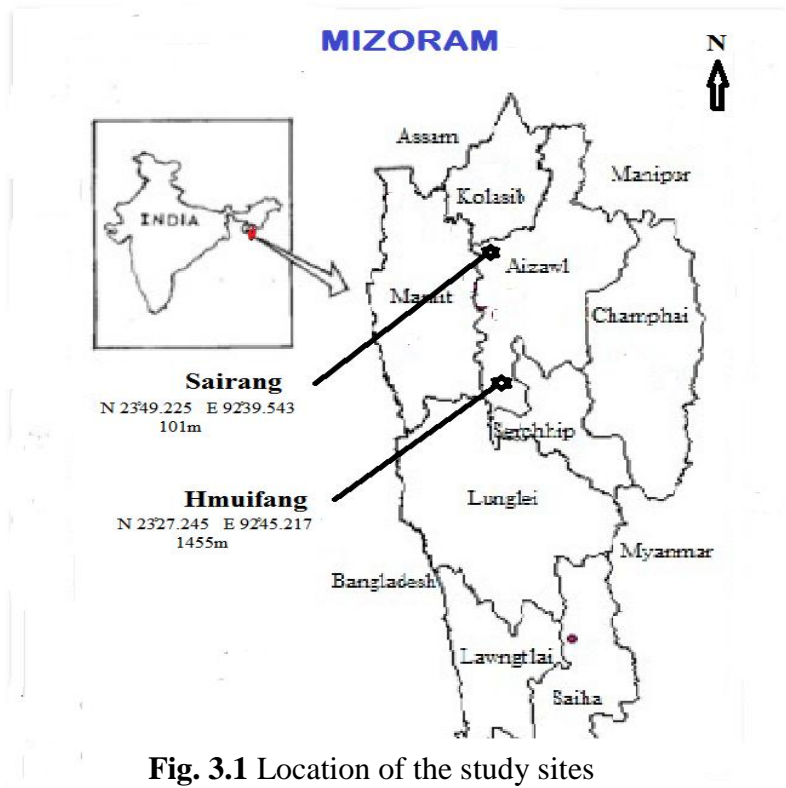 MIZORAM
N
Assam
Manipur
Kolasib
INDIA
Aizawl
Mamit
Champhai
Sairang
N 23°49.225 E 92°39.543
101m
Serchhip
Hmuifang
Lunglei
N 23°27.245 E 92°45.217
1455m
Myanmar
Bangladesh
Lawngtlai
Saiha
Fig. 3.1 Location of the study sites